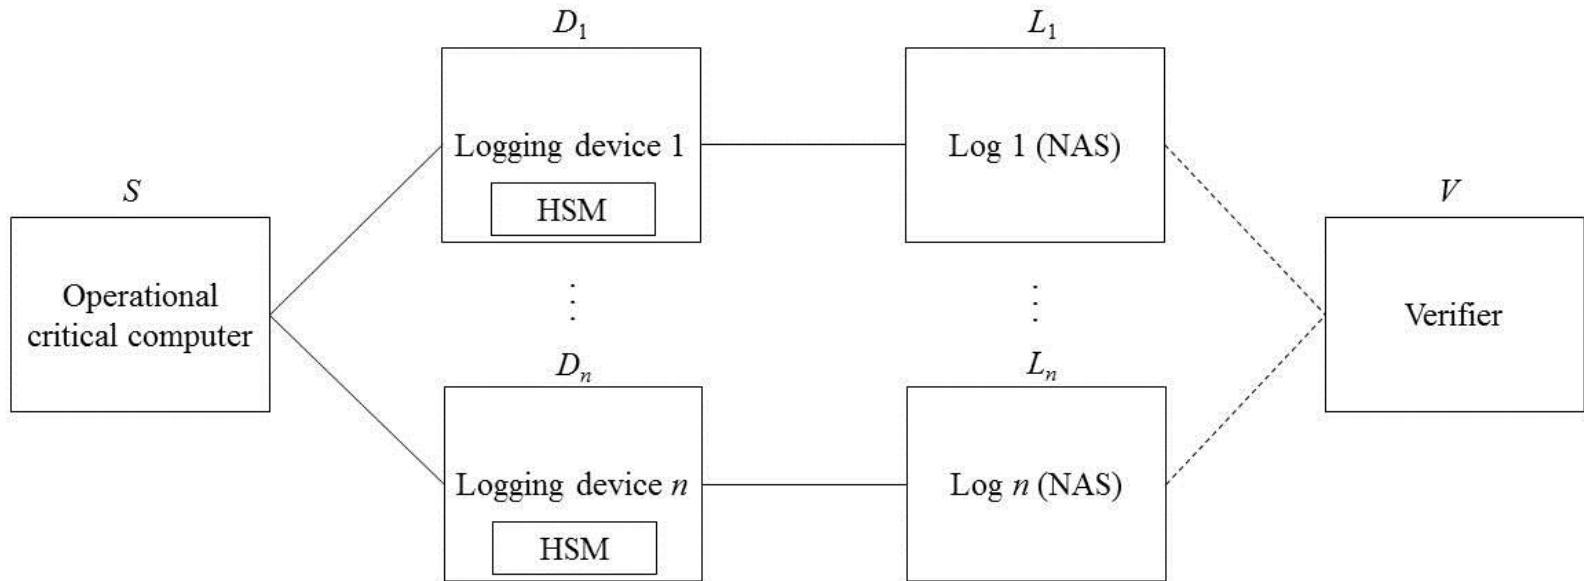 D₁
L₁
Logging device 1
HSM
Log 1 (NAS)
S
Operational
critical computer
V
Verifier
⋮
⋮
Dₙ
Lₙ
Logging device n
HSM
Log n (NAS)